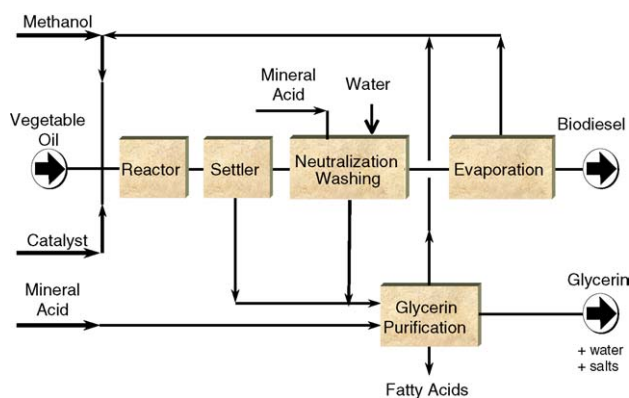 Methanol
Mineral
Acid
Water
Vegetable
Oil
Biodiesel
Reactor
Settler
Neutralization
Washing
Evaporation
Catalyst
Mineral
Acid
Glycerin
Purification
Glycerin
+ water
+ salts
Fatty Acids